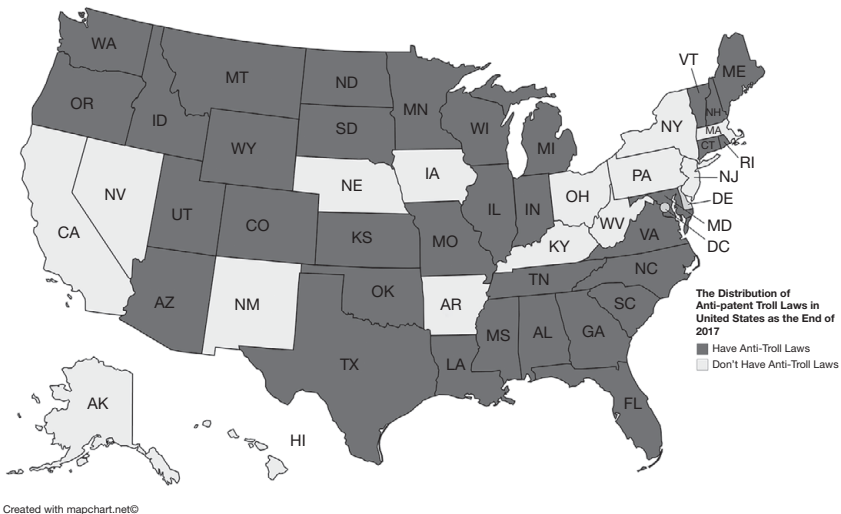 WA
VT
ME
MT
ND
OR
MN
NH
ID
SD
WI
NY
MA
WY
MI
CT
RI
IA
PA
NJ
NE
NV
OH
DE
IL
IN
UT
WV
MD
CO
CA
VA
KS
MO
KY
DC
NC
TN
OK
AZ
NM
AR
SC
MS
AL
GA
TX
LA
AK
FL
HI
The Distribution of
Anti-patent Troll Laws in
United States as the End of
2017
Have Anti-Troll Laws
Don't Have Anti-Troll Laws
Created with mapchart.net©